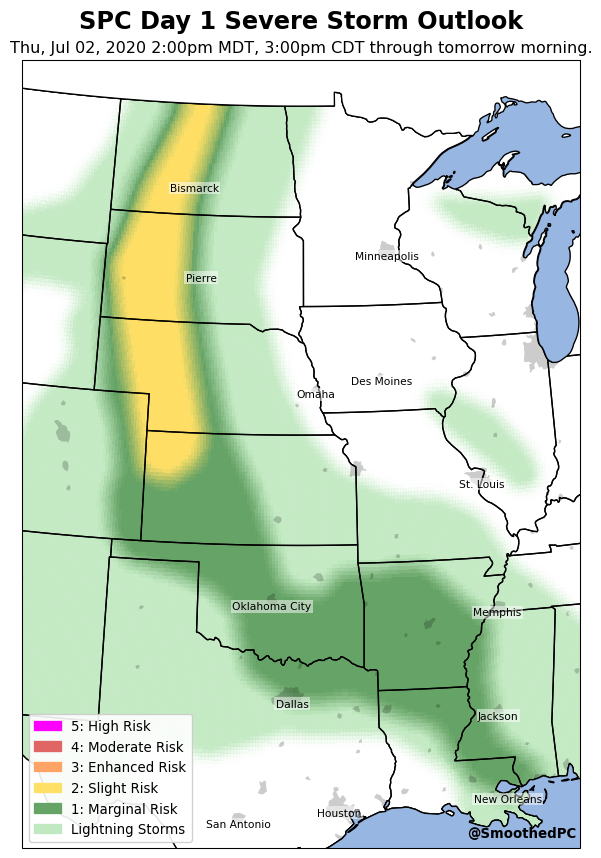 SPC Day 1 Severe Storm Outlook
Thu, Jul 02, 2020 2:00pm MDT, 3:00pm CDT through tomorrow morning.
Bismarck
Minneapolis
Pierre
Des Moines
Omaha
St. Louis
Oklahoma City
Memphis
Dallas
Jackson
5: High Risk
4: Moderate Risk
3: Enhanced Risk
2: Slight Risk
1: Marginal Risk
Lightning Storms
New Orleans
Houston
San Antonio
@SmoothedPC